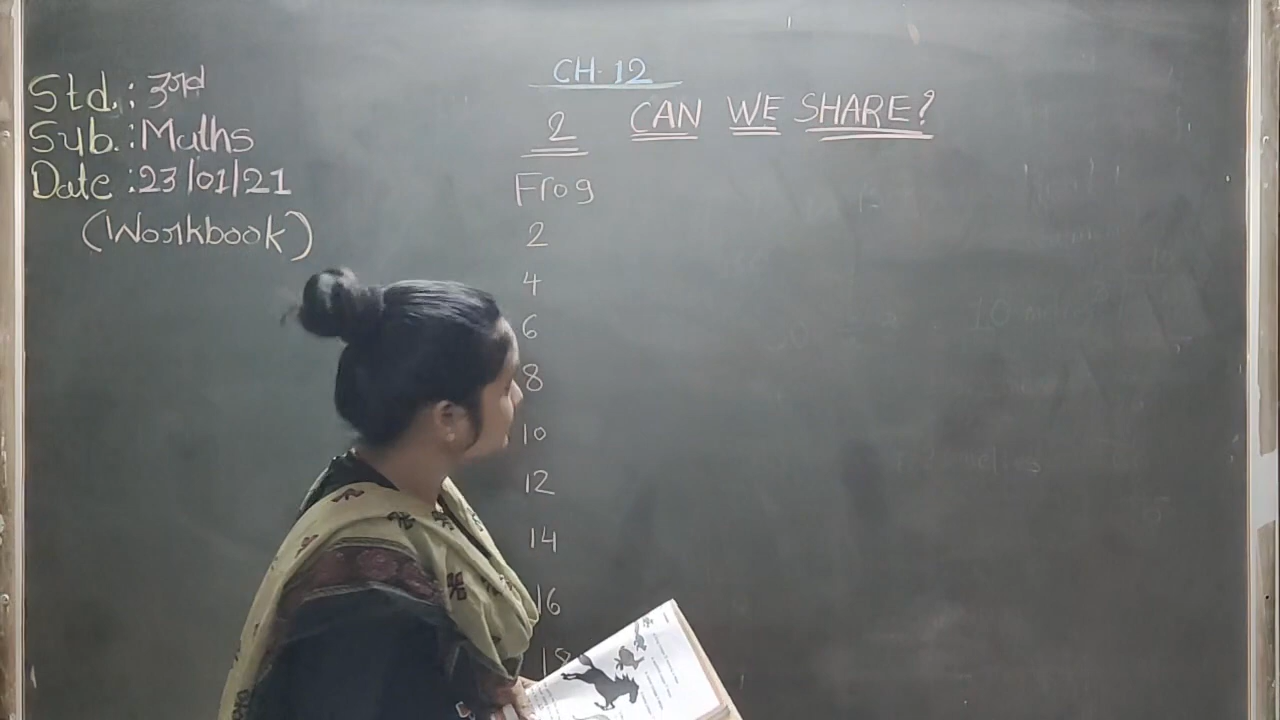 CH. 12
Std.: 3rd
CAN WE SHARE?
Sub.: Maths
2
Date: 23/01/21
Frog
(Workbook)
2
4
6
8
10
12
14
16
18